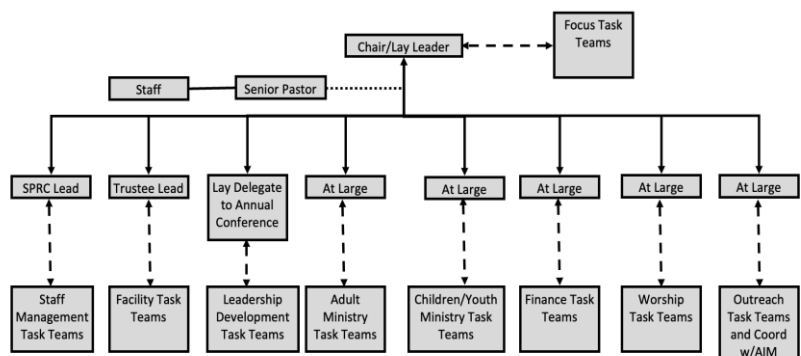 Chair/Lay Leader
Focus Task
Teams
Staff
Senior Pastor
SPRC Lead
Trustee Lead
Lay Delegate
to Annual
Conference
At Large
At Large
At Large
At Large
At Large
Staff
Management
Task Teams
Facility Task
Teams
Leadership
Development
Task Teams
Adult
Ministry
Task Teams
Children/Youth
Ministry Task
Teams
Finance Task
Teams
Worship
Task Teams
Outreach
Task Teams
and Coord
w/AIM